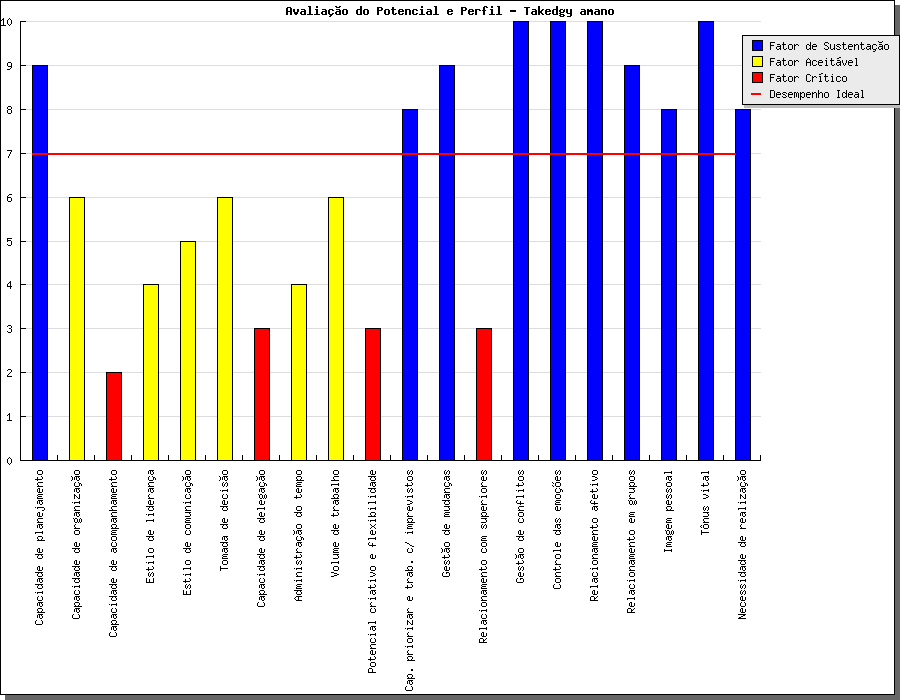 Avaliação do Potencial e Perfil - Takedgy amano
Fator de Sustentação
Fator Aceitável
Fator Crítico
Desempenho Ideal
10
9
8
7
6
5
4
3
2
1
0
Capacidade de planejamento
Capacidade de organização
Capacidade de acompanhamento
Estilo de liderança
Estilo de comunicação
Tomada de decisão
Capacidade de delegação
Administração do tempo
Volume de trabalho
Potencial criativo e flexibilidade
Cap. priorizar e trab. c/ imprevistos
Gestão de mudanças
Relacionamento com superiores
Gestão de conflitos
Controle das emoções
Relacionamento afetivo
Relacionamento em grupos
Imagem pessoal
Tônus vital
Necessidade de realização